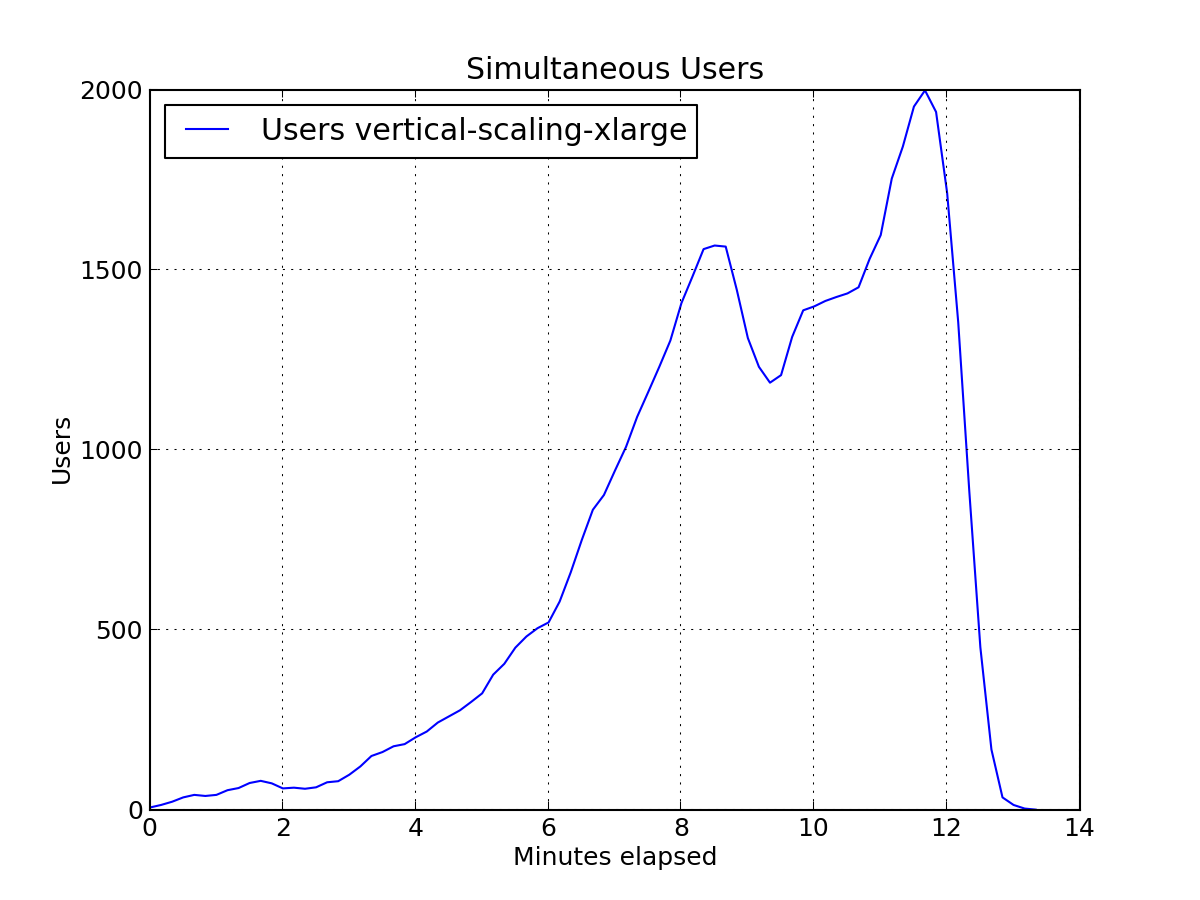 Simultaneous Users
Users vertical-scaling-xlarge
2000
1500
1000
500
0
Users
0 2 4 6 8 10 12 14
Minutes elapsed